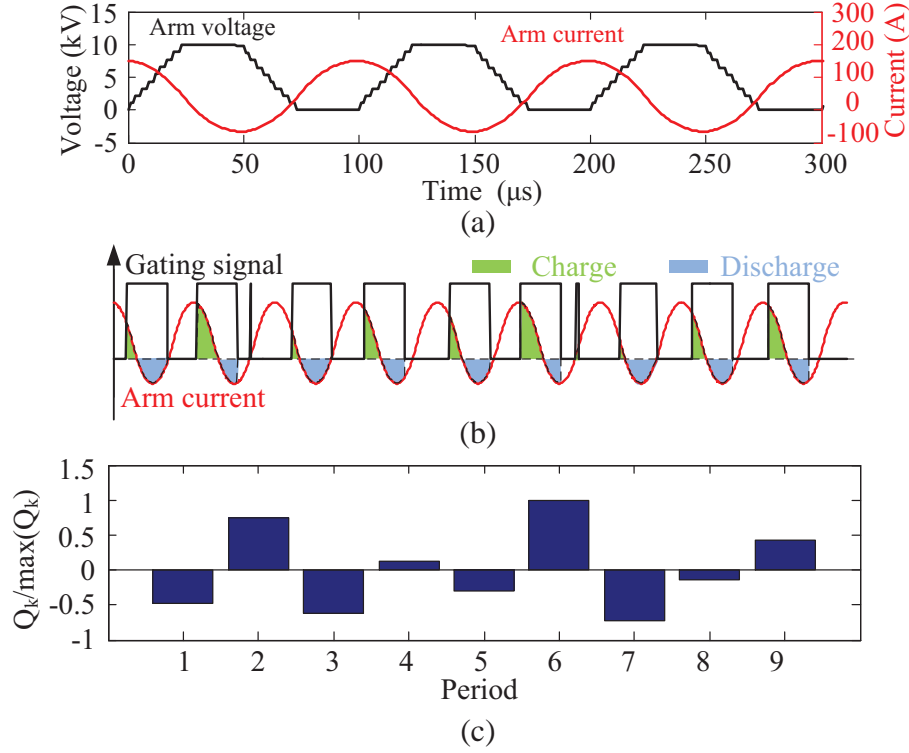 15
10
5
0
-5
Voltage (kV)
Arm voltage
Arm current
300
200
100
0
-100
Current (A)
0
50
100
150
200
250
300
Time (μs)
(a)
Gating signal
Charge
Discharge
Arm current
(b)
1.5
1
0.5
0
-0.5
-1
Qk/max(Qk)
1
2
3
4
5
6
7
8
9
Period
(c)